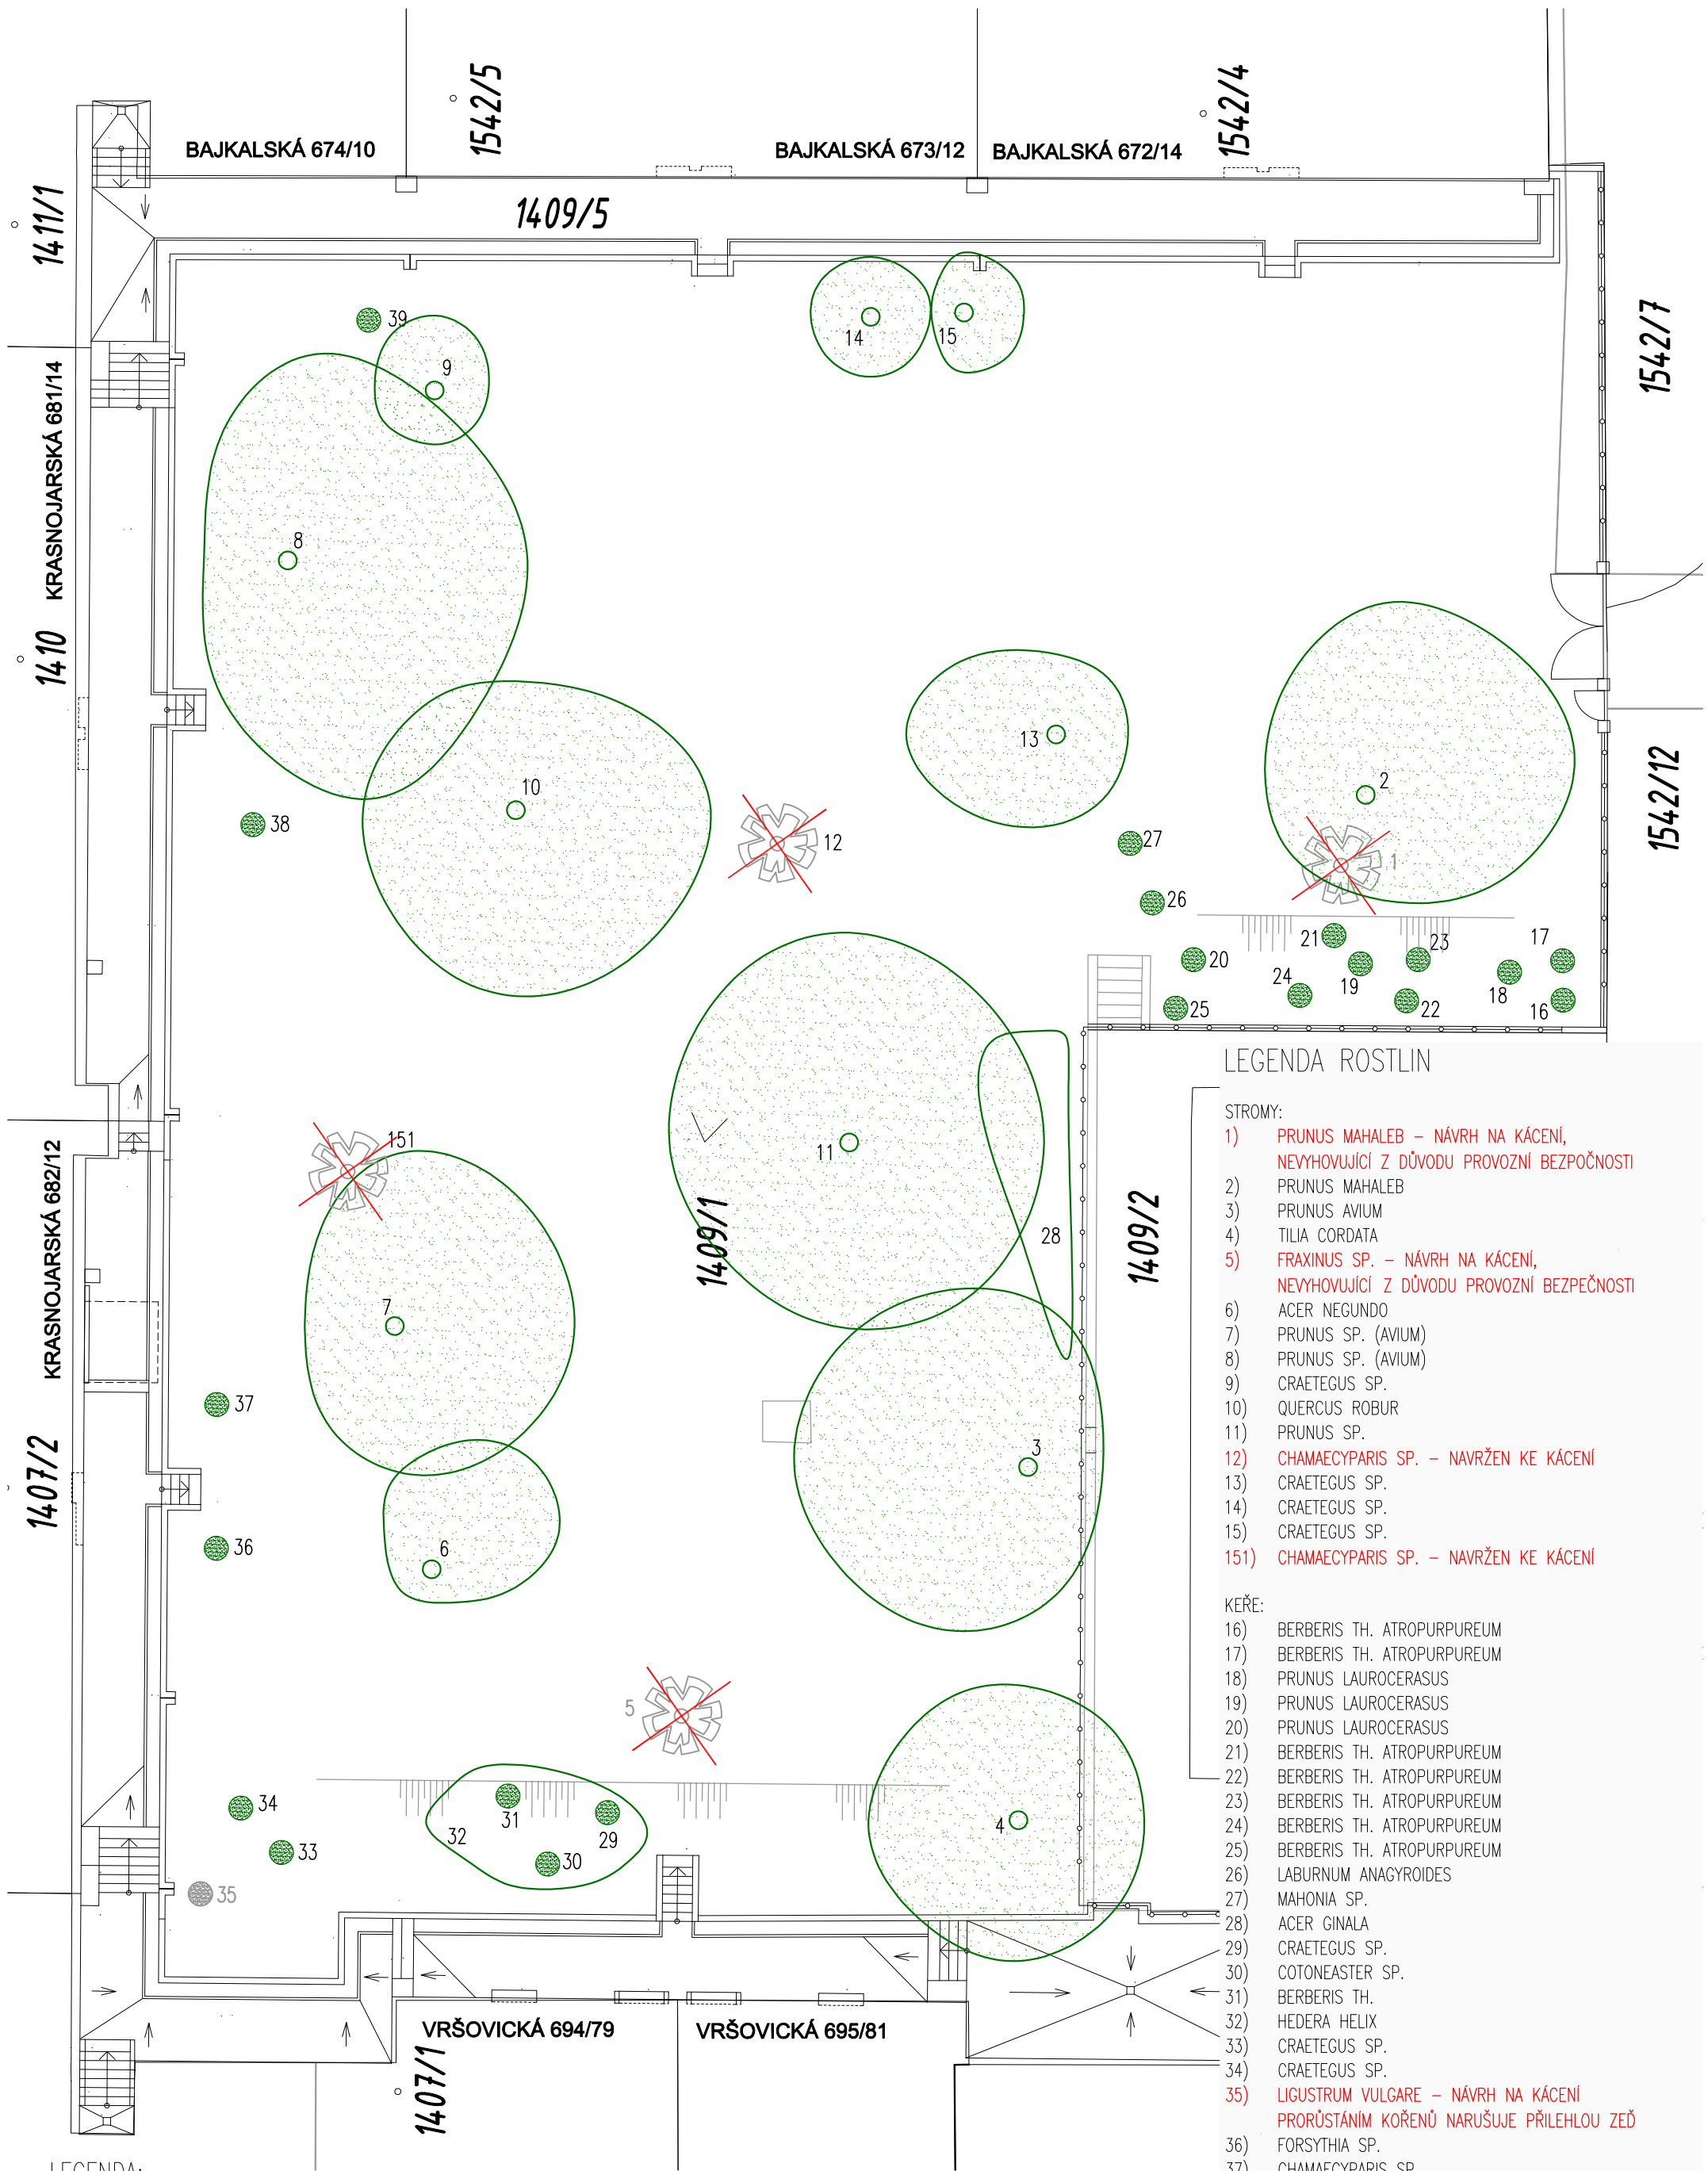 1542/5
1542/4
BAJKALSKÁ 674/10
BAJKALSKÁ 673/12
BAJKALSKÁ 672/14
1411/1
1409/5
39
14
15
9
1542/7
KRASNOJARSKÁ 681/14
8
1410
13
2
10
38
12
27
1
1542/12
26
21
23
17
20
24
19
18
25
22
16
151
11
KRASNOJARSKÁ 682/12
1409/1
28
1409/2
7
37
3
1407/2
36
6
5
34
31
29
32
4
33
30
35
VRŠOVICKÁ 694/79
VRŠOVICKÁ 695/81
1407/1
LEGENDA:
LEGENDA ROSTLIN
STROMY:
1) PRUNUS MAHALEB – NÁVRH NA KÁCENÍ,
NEVYHOVUJÍCÍ Z DŮVODU PROVOZNÍ BEZPOČNOSTI
2) PRUNUS MAHALEB
3) PRUNUS AVIUM
4) TILIA CORDATA
5) FRAXINUS SP. – NÁVRH NA KÁCENÍ,
NEVYHOVUJÍCÍ Z DŮVODU PROVOZNÍ BEZPEČNOSTI
6) ACER NEGUNDO
7) PRUNUS SP. (AVIUM)
8) PRUNUS SP. (AVIUM)
9) CRAETEGUS SP.
10) QUERCUS ROBUR
11) PRUNUS SP.
12) CHAMAECYPARIS SP. – NAVRŽEN KE KÁCENÍ
13) CRAETEGUS SP.
14) CRAETEGUS SP.
15) CRAETEGUS SP.
151) CHAMAECYPARIS SP. – NAVRŽEN KE KÁCENÍ
KEŘE:
16) BERBERIS TH. ATROPURPUREUM
17) BERBERIS TH. ATROPURPUREUM
18) PRUNUS LAUROCERASUS
19) PRUNUS LAUROCERASUS
20) PRUNUS LAUROCERASUS
21) BERBERIS TH. ATROPURPUREUM
22) BERBERIS TH. ATROPURPUREUM
23) BERBERIS TH. ATROPURPUREUM
24) BERBERIS TH. ATROPURPUREUM
25) BERBERIS TH. ATROPURPUREUM
26) LABURNUM ANAGYROIDES
27) MAHONIA SP.
28) ACER GINALA
29) CRAETEGUS SP.
30) COTONEASTER SP.
31) BERBERIS TH.
32) HEDERA HELIX
33) CRAETEGUS SP.
34) CRAETEGUS SP.
35) LIGUSTRUM VULGARE – NÁVRH NA KÁCENÍ
PRORŮSTÁNÍM KOŘENŮ NARUŠUJE PŘILEHLOU ZEĎ
36) FORSYTHIA SP.
37) CHAMAECYPARIS SP.